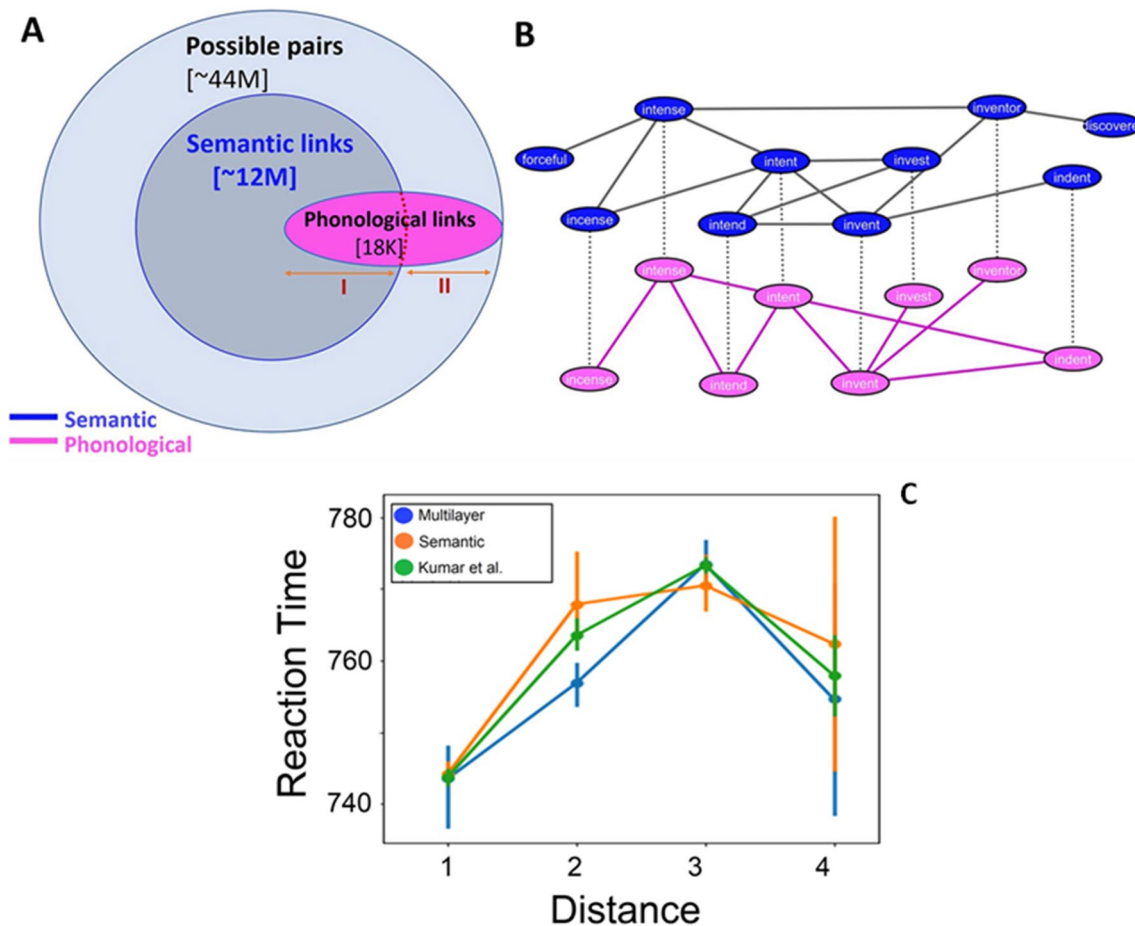 A
Possible pairs
[~44M]
Semantic links
[~12M]
Phonological links
[18K]
I
II
Semantic
Phonological
B
intense
inventor
discovere
forceful
intent
invest
indent
incense
intend
invent
intense
intent
invest
inventor
indent
incense
intend
invent
C
Multilayer
Semantic
Kumar et al.
Reaction Time
780
760
740
1 2 3 4
Distance